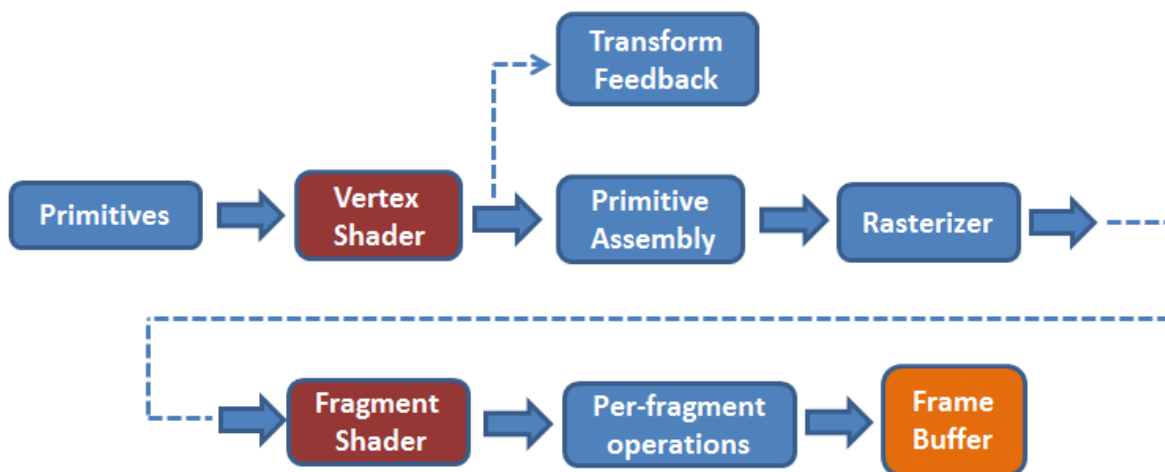 Transform
Feedback
Primitives
Vertex
Shader
Primitive
Assembly
Rasterizer
Fragment
Shader
Per-fragment
operations
Frame
Buffer